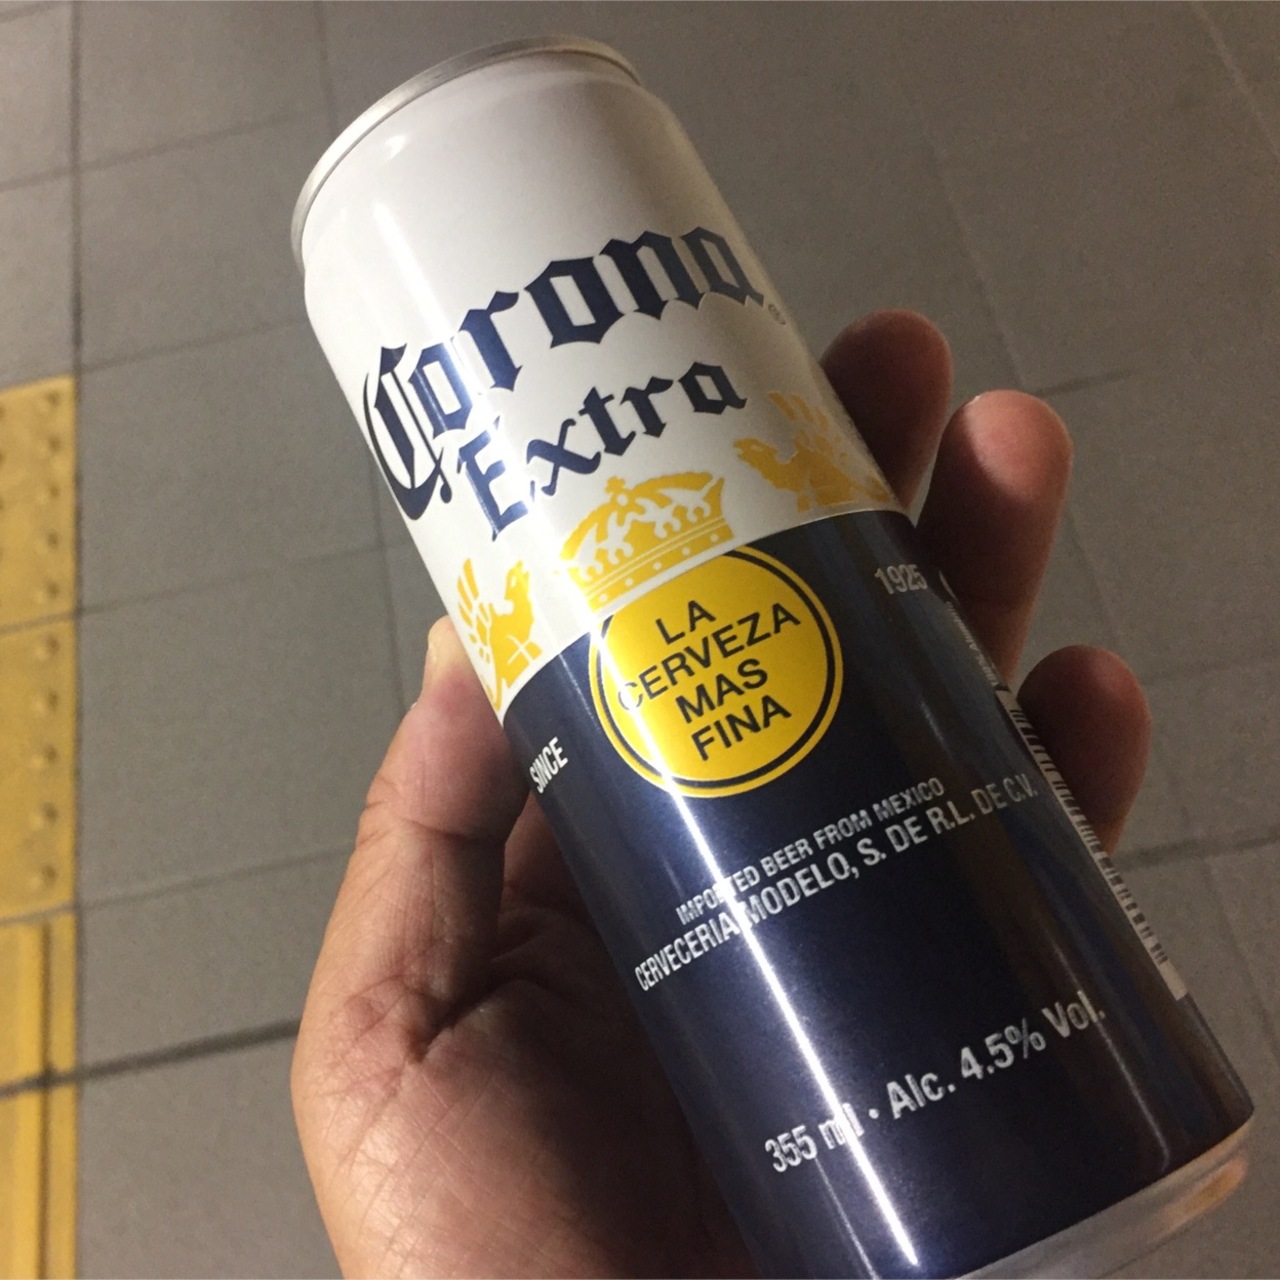 Corona®
Extra
LA
CERVEZA
MAS
FINA
SINCE
1925
IMPORTED BEER FROM MEXICO
CERVECERIA MODELO, S. DE R.L. DE C.V.
355 ml · Alc. 4.5% Vol.